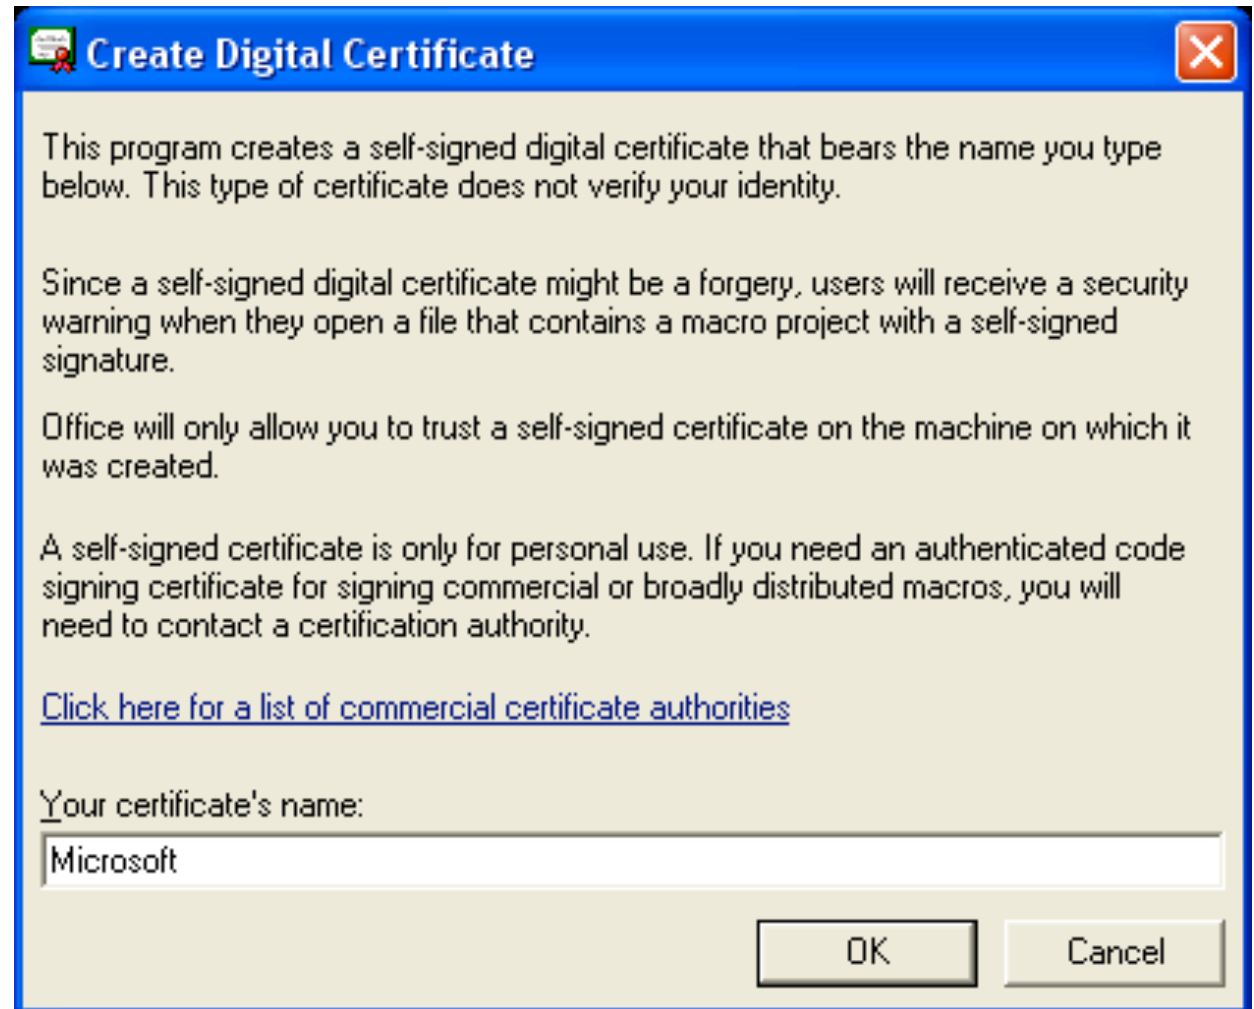 Create Digital Certificate
This program creates a self-signed digital certificate that bears the name you type
below. This type of certificate does not verify your identity.
Since a self-signed digital certificate might be a forgery, users will receive a security
warning when they open a file that contains a macro project with a self-signed
signature.
Office will only allow you to trust a self-signed certificate on the machine on which it
was created.
A self-signed certificate is only for personal use. If you need an authenticated code
signing certificate for signing commercial or broadly distributed macros, you will
need to contact a certification authority.
Click here for a list of commercial certificate authorities
Your certificate's name:
Microsoft
OK Cancel